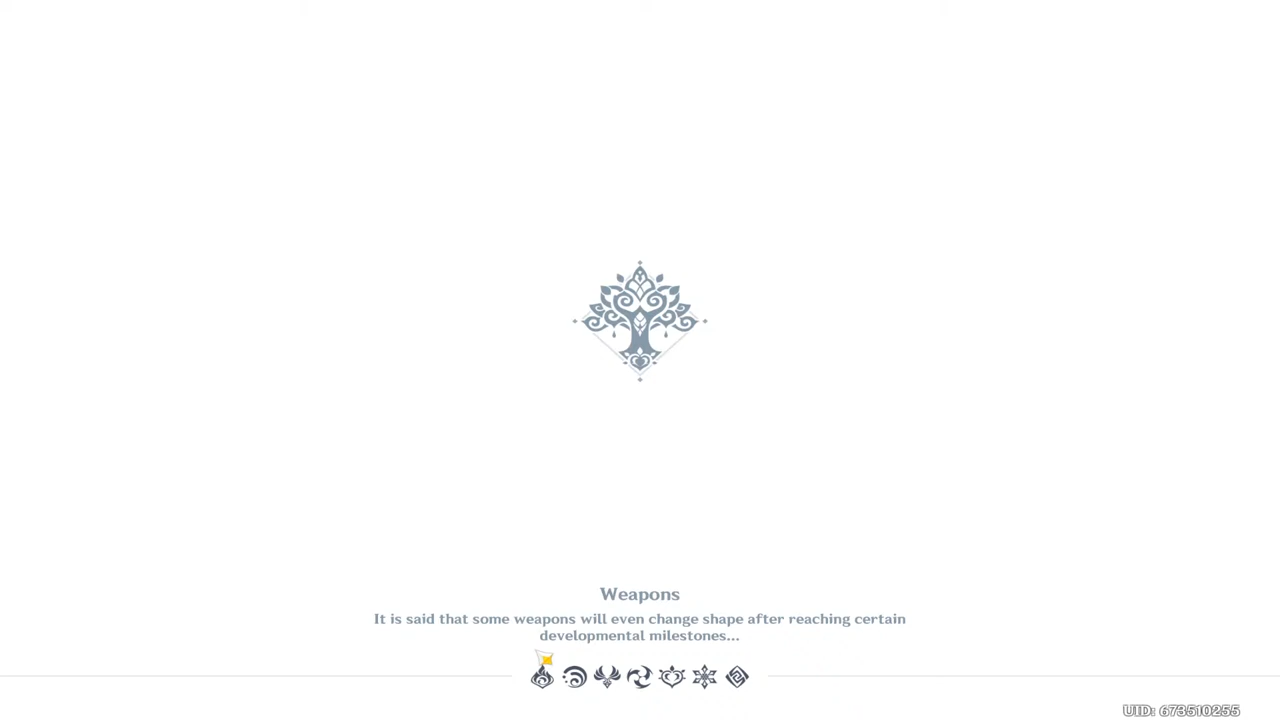 Weapons
It is said that some weapons will even change shape after reaching certain
developmental milestones...
UID: 673510255